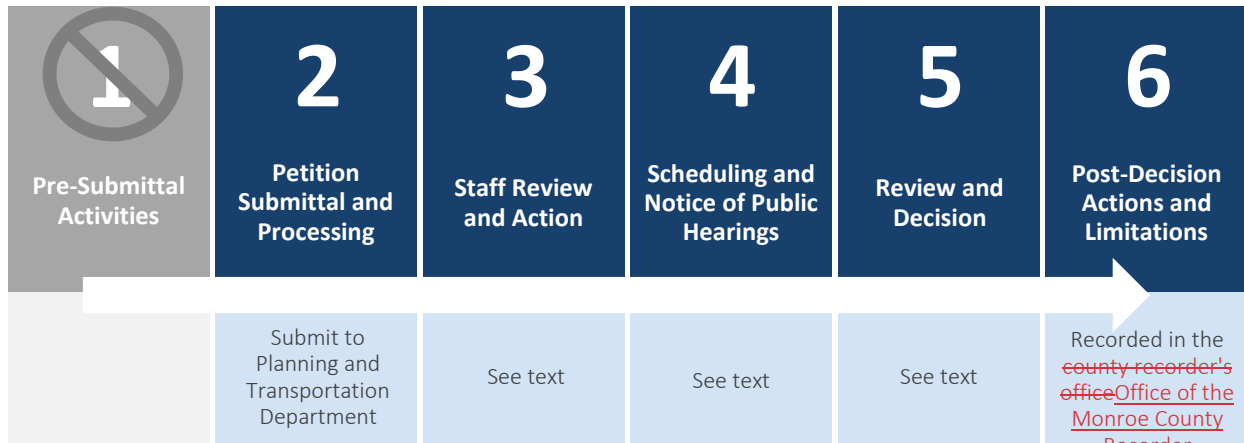 1
Pre-Submittal
Activities
2
Petition
Submittal and
Processing
3
Staff Review
and Action
4
Scheduling and
Notice of Public
Hearings
5
Review and
Decision
6
Post-Decision
Actions and
Limitations
Submit to
Planning and
Transportation
Department
See text
See text
See text
Recorded in the
county recorder's
officeOffice of the
Monroe County
Recorder